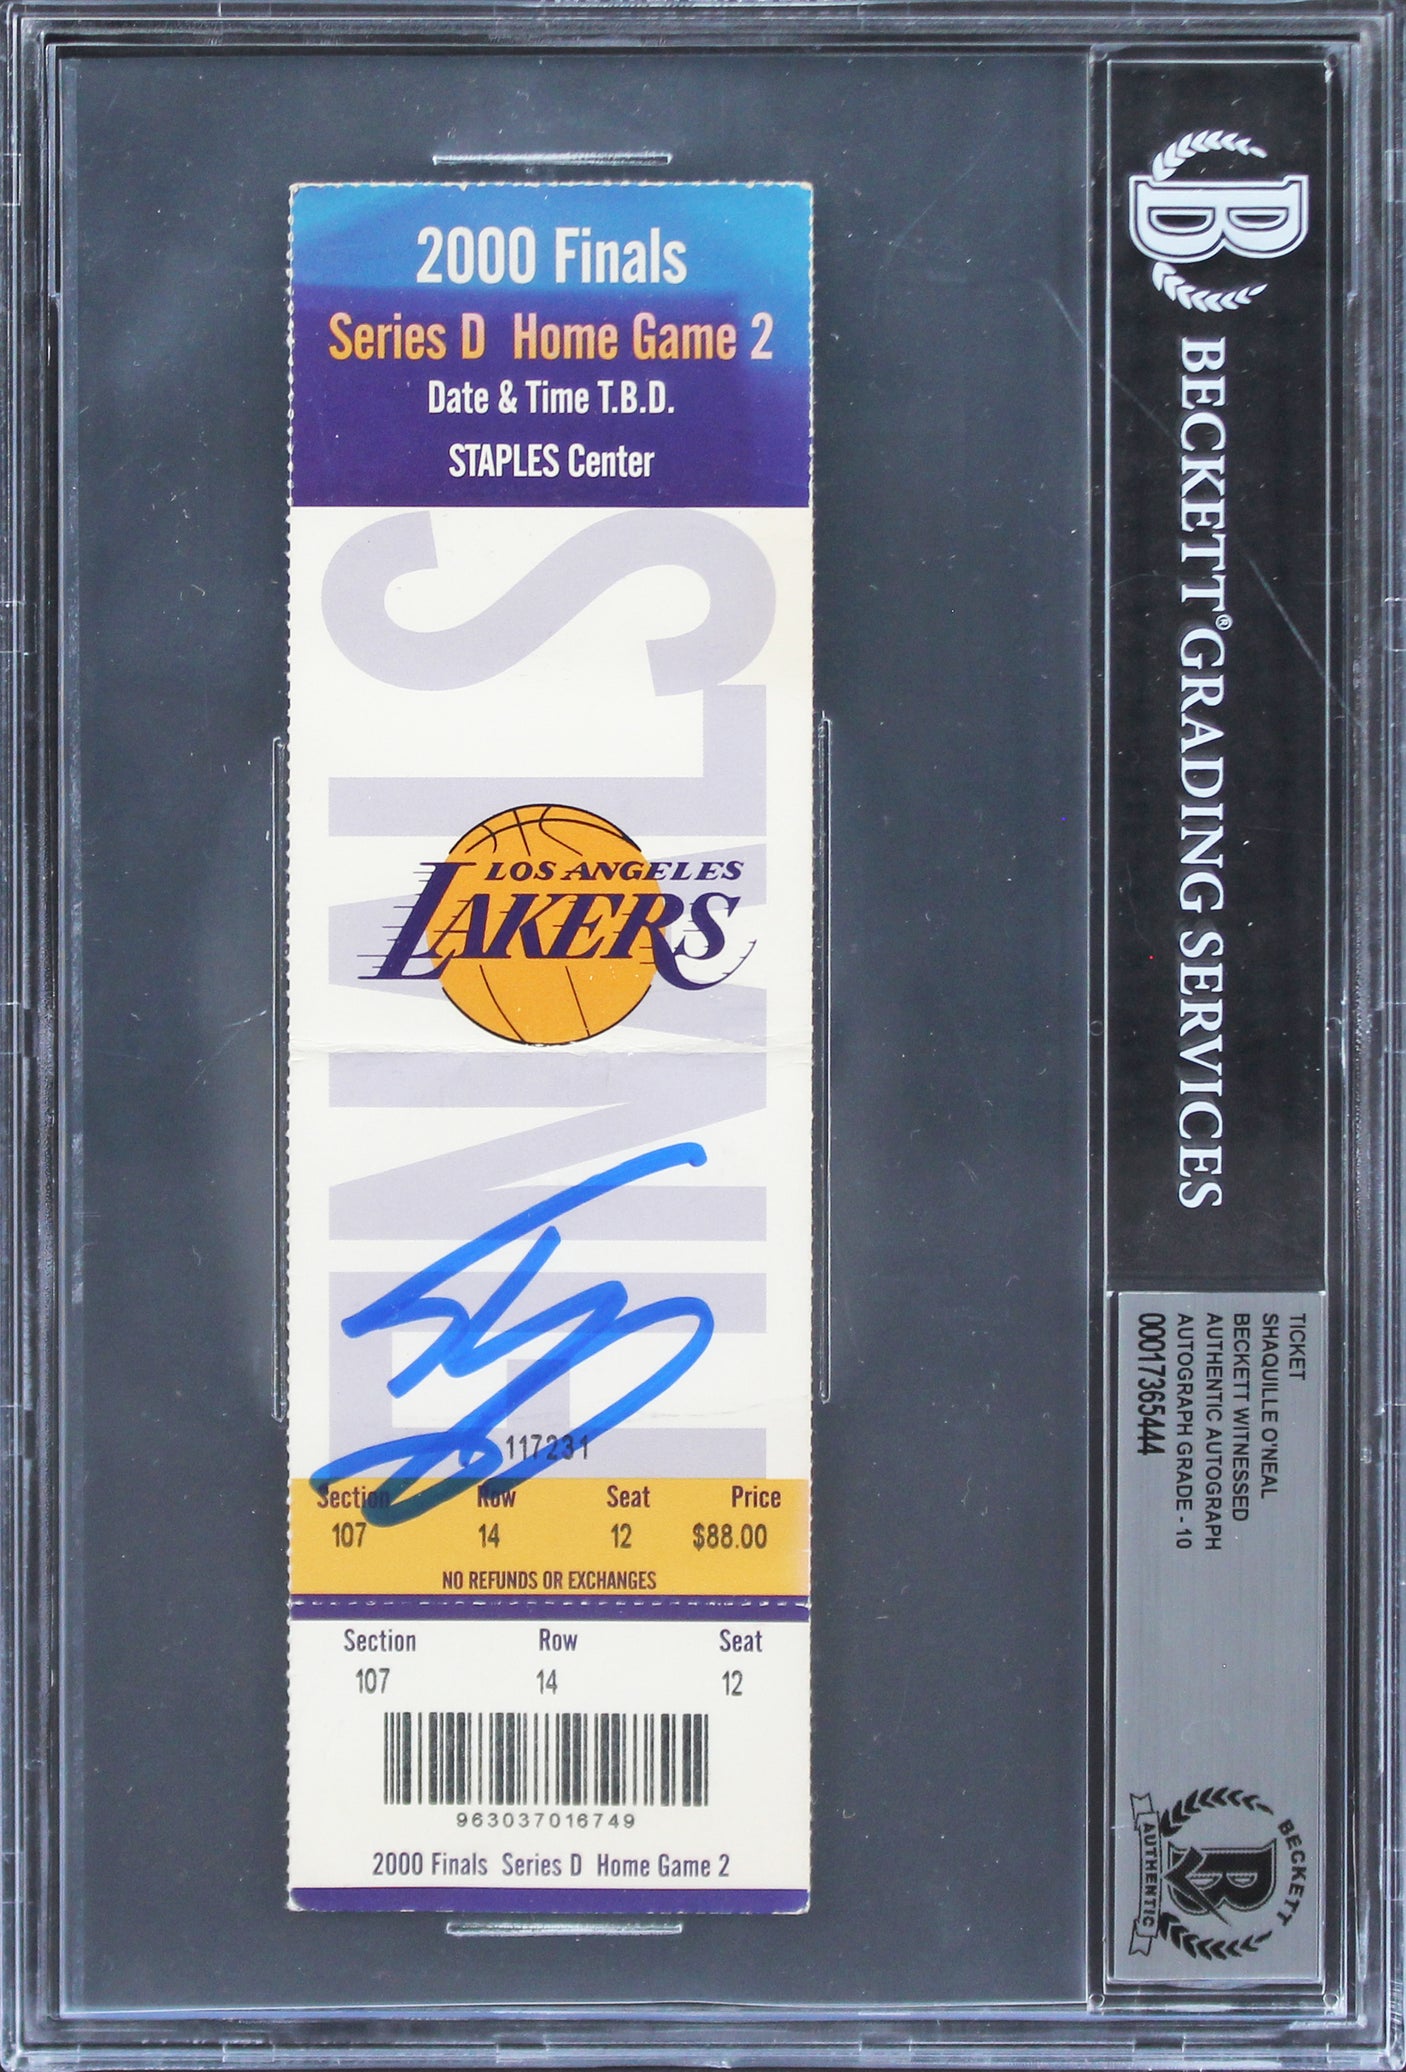 2000 Finals
Series D Home Game 2
Date & Time T.B.D.
STAPLES Center
FINALS
LOS ANGELES
LAKERS
117231
Section Row Seat Price
107 14 12 $88.00
NO REFUNDS OR EXCHANGES
Section Row Seat
107 14 12
963037016749
2000 Finals Series D Home Game 2
B
BECKETT® GRADING SERVICES
TICKET
SHAQUILLE O'NEAL
BECKETT WITNESSED
AUTHENTIC AUTOGRAPH
AUTOGRAPH GRADE - 10
00017365444
BECKETT
B
AUTHENTIC